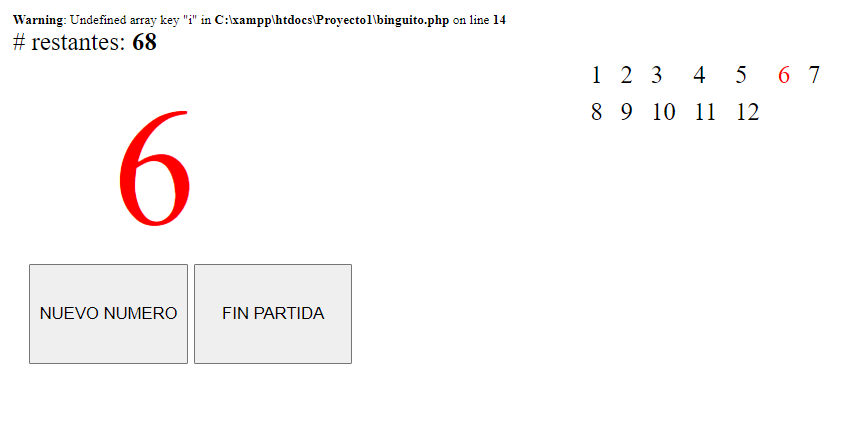 Warning: Undefined array key "i" in C:\xampp\htdocs\Proyecto1\binguito.php on line 14
# restantes: 68
1 2 3 4 5 6 7
8 9 10 11 12
6
NUEVO NUMERO FIN PARTIDA